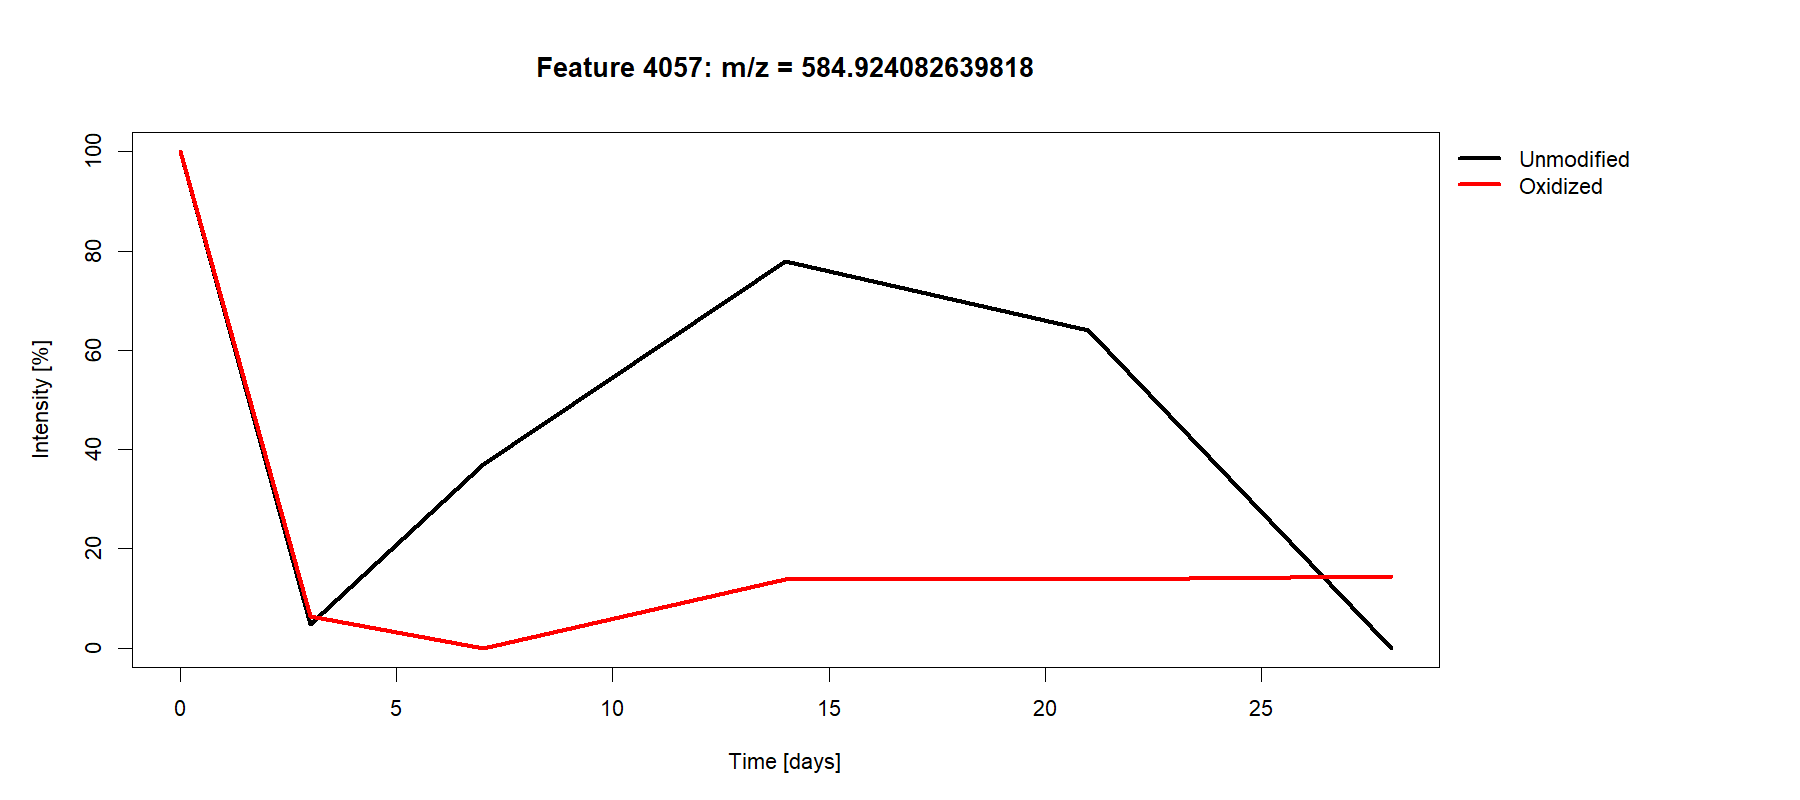 Feature 4057: m/z = 584.924082639818
Unmodified
Oxidized
Intensity [%]
100
80
60
40
20
0
0 5 10 15 20 25
Time [days]